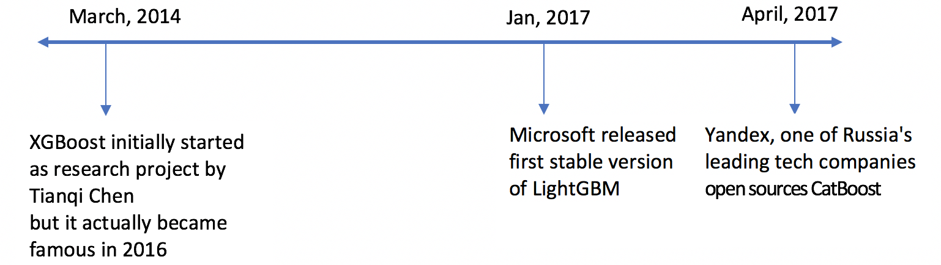 March, 2014
Jan, 2017
April, 2017
XGBoost initially started
as research project by
Tianqi Chen
but it actually became
famous in 2016
Microsoft released
first stable version
of LightGBM
Yandex, one of Russia's
leading tech companies
open sources CatBoost